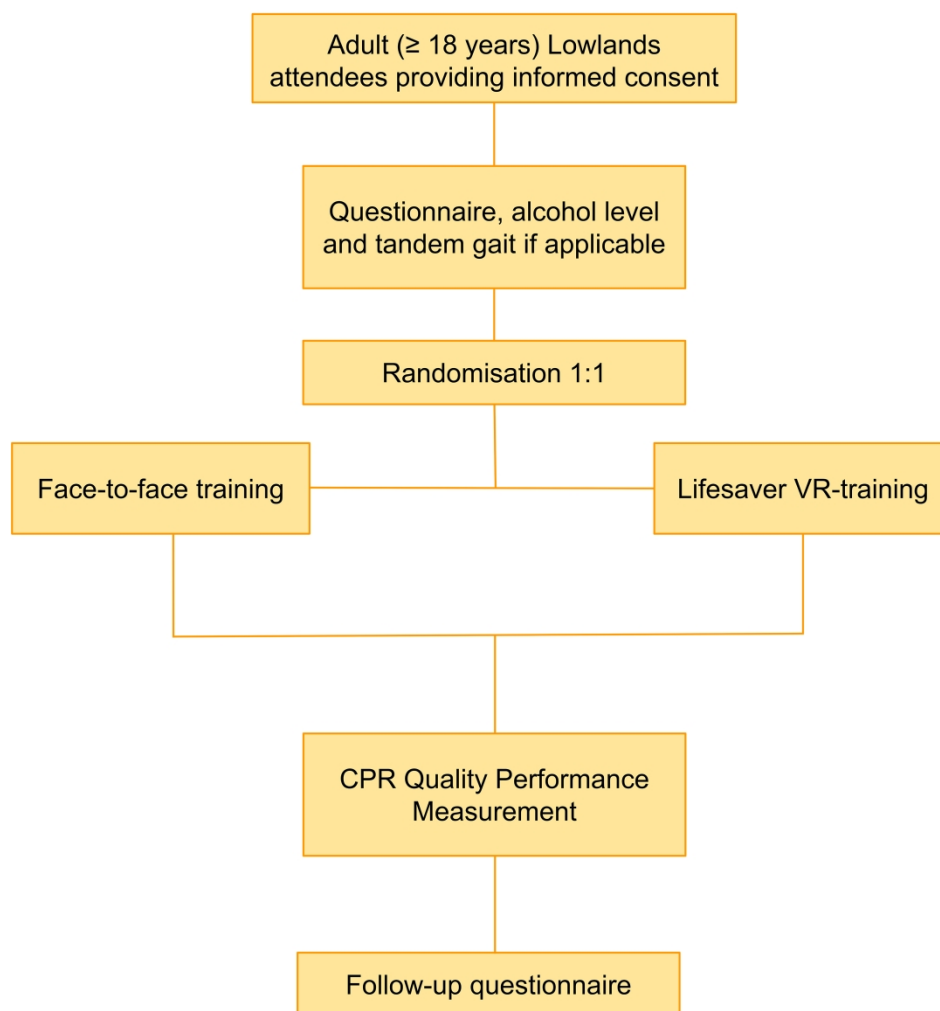 Adult (≥ 18 years) Lowlands
attendees providing informed consent
Questionnaire, alcohol level
and tandem gait if applicable
Randomisation 1:1
Face-to-face training
Lifesaver VR-training
CPR Quality Performance
Measurement
Follow-up questionnaire